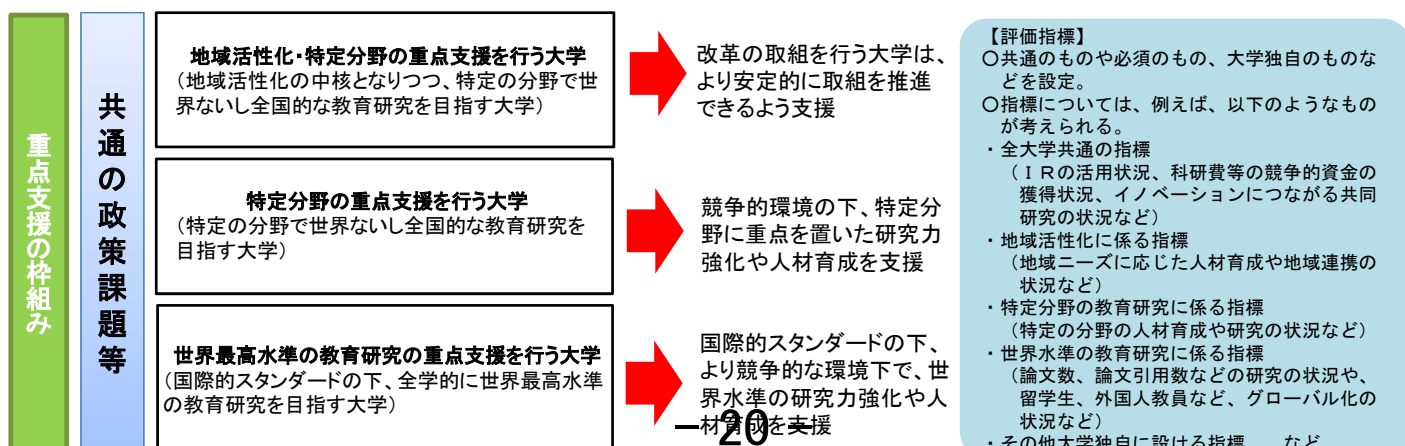 重点支援の枠組み
共通の政策課題等
地域活性化・特定分野の重点支援を行う大学
（地域活性化の中核となりつつ、特定の分野で世
界ないし全国的な教育研究を目指す大学）
改革の取組を行う大学は、
より安定的に取組を推進
できるよう支援
特定分野の重点支援を行う大学
（特定の分野で世界ないし全国的な教育研究を
目指す大学）
競争的環境の下、特定分
野に重点を置いた研究力
強化や人材育成を支援
世界最高水準の教育研究の重点支援を行う大学
（国際的スタンダードの下、全学的に世界最高水準
の教育研究を目指す大学）
国際的スタンダードの下、
より競争的な環境下で、世
界水準の研究力強化や人
材育成を支援
－20－
【評価指標】
〇共通のものや必須のもの、大学独自のものな
どを設定。
〇指標については、例えば、以下のようなもの
が考えられる。
・全大学共通の指標
（ＩＲの活用状況、科研費等の競争的資金の
獲得状況、イノベーションにつながる共同
研究の状況など）
・地域活性化に係る指標
（地域ニーズに応じた人材育成や地域連携の
状況など）
・特定分野の教育研究に係る指標
（特定の分野の人材育成や研究の状況など）
・世界水準の教育研究に係る指標
（論文数、論文引用数などの研究の状況や、
留学生、外国人教員など、グローバル化の
状況など）
・その他大学独自に設ける指標　　など